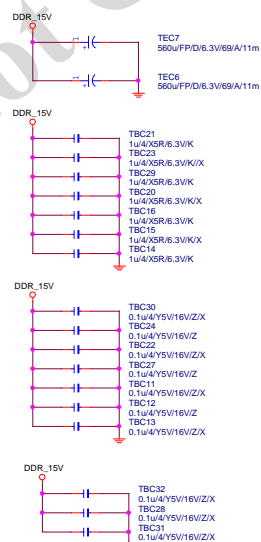 DDR_15V
1
TEC7
560u/FP/D/6.3V/69/A/11m
1
TEC6
560u/FP/D/6.3V/69/A/11m
DDR_15V
TBC21
1u/4/X5R/6.3V/K
TBC23
1u/4/X5R/6.3V/K//X
TBC29
1u/4/X5R/6.3V/K
TBC20
1u/4/X5R/6.3V/K/X
TBC16
1u/4/X5R/6.3V/K
TBC15
1u/4/X5R/6.3V/K/X
TBC14
1u/4/X5R/6.3V/K
DDR_15V
TBC30
0.1u/4/Y5V/16V/Z/X
TBC24
0.1u/4/Y5V/16V/Z
TBC22
0.1u/4/Y5V/16V/Z/X
TBC27
0.1u/4/Y5V/16V/Z
TBC11
0.1u/4/Y5V/16V/Z/X
TBC12
0.1u/4/Y5V/16V/Z
TBC13
0.1u/4/Y5V/16V/Z/X
DDR_15V
TBC32
0.1u/4/Y5V/16V/Z/X
TBC28
0.1u/4/Y5V/16V/Z/X
TBC31
0.1u/4/Y5V/16V/Z/X